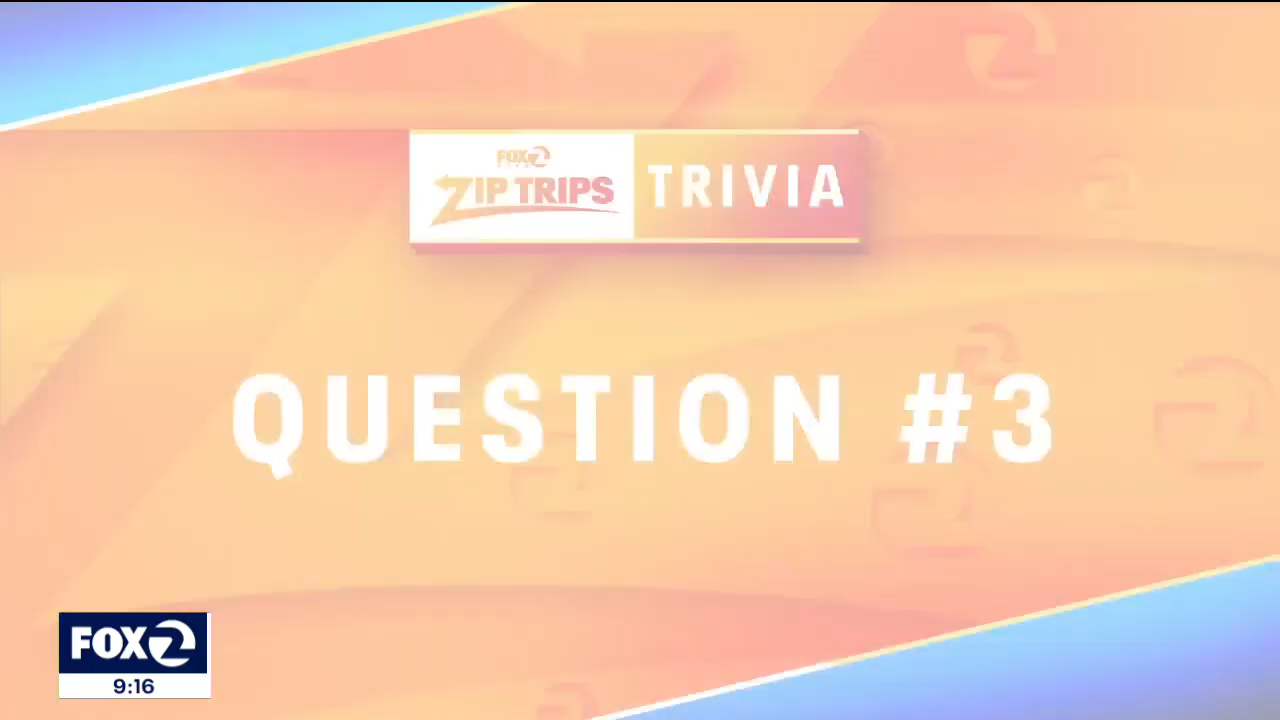 FOX 2
ZIP TRIPS
TRIVIA
QUESTION #3
FOX 2
9:16